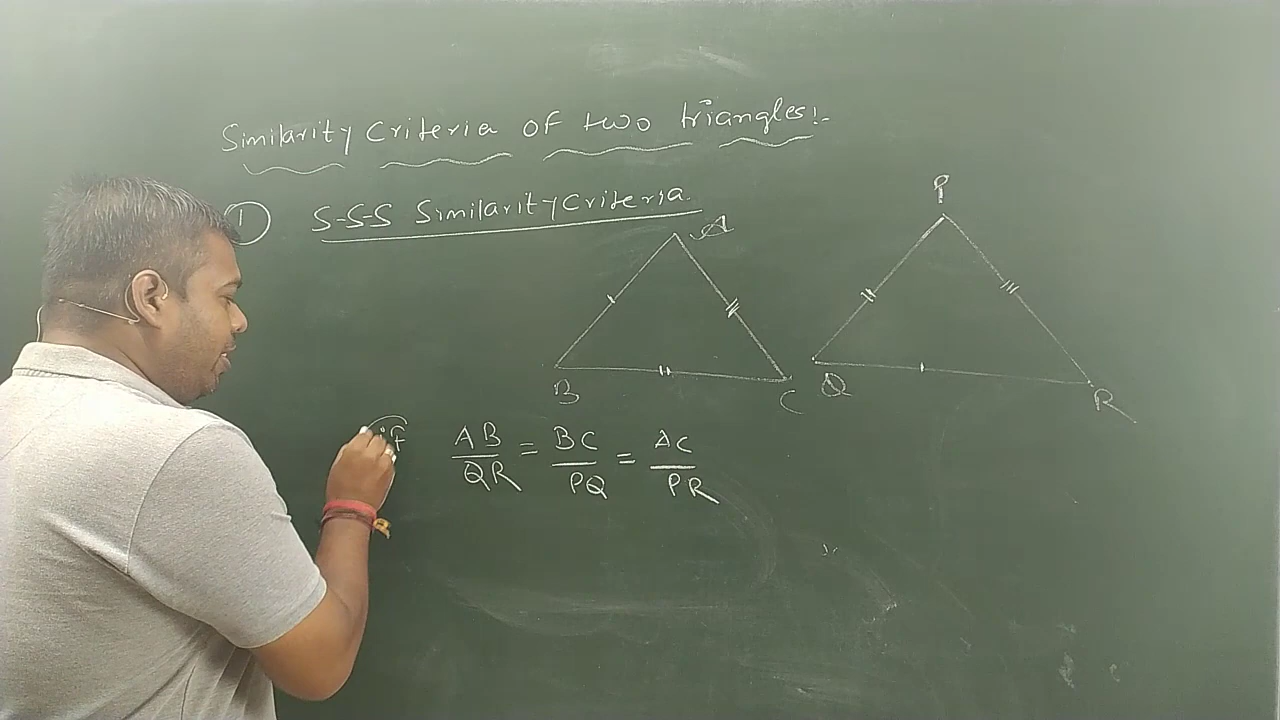 Similarity Criteria of two triangles:-
① S-S-S Similarity Criteria.
A
P
B
C
Q
R
if AB/QR = BC/PQ = AC/PR